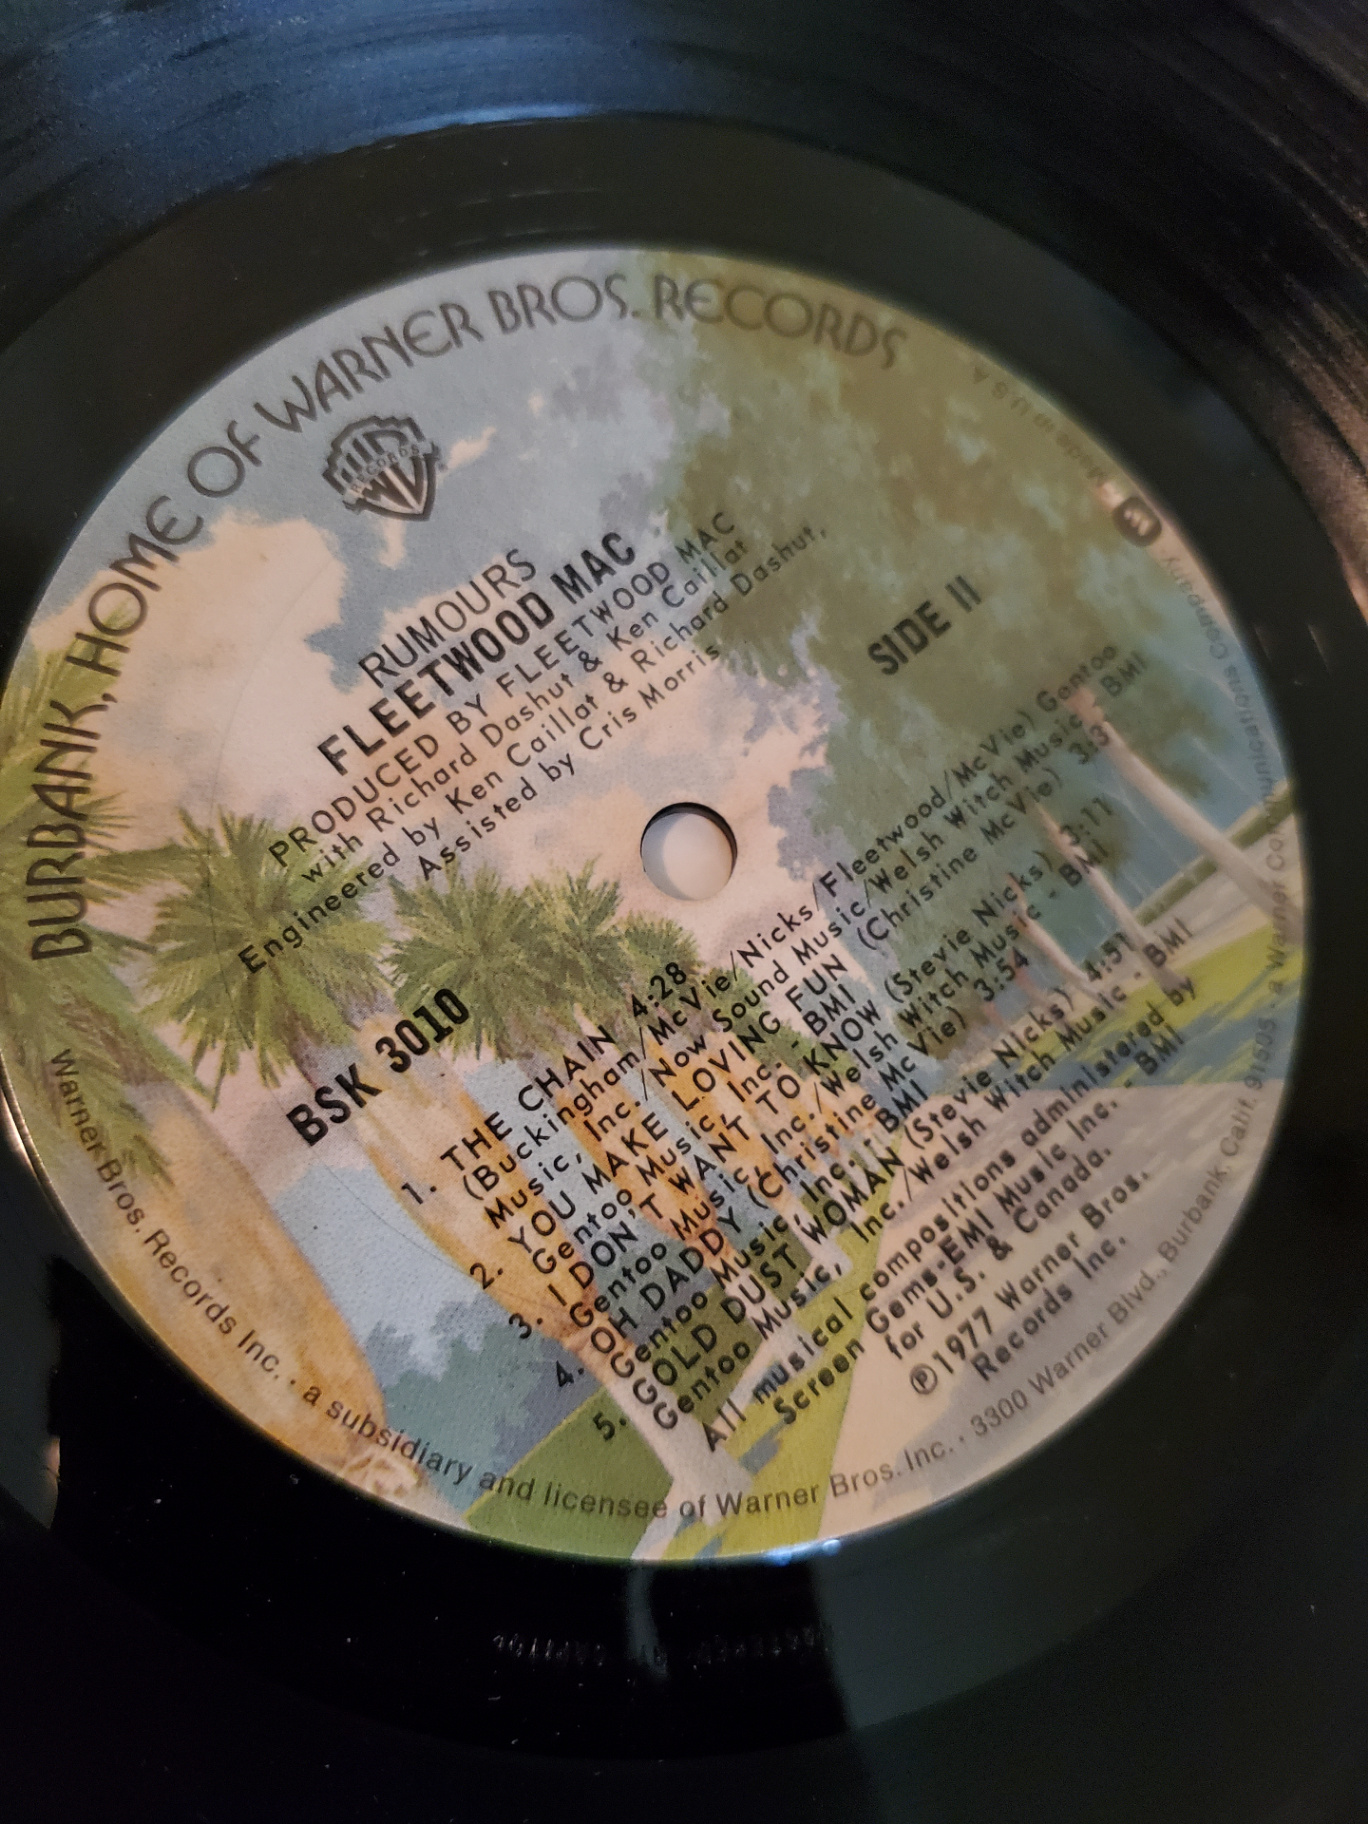 BURBANK, HOME OF WARNER BROS. RECORDS
RECORDS
RUMOURS
FLEETWOOD MAC
PRODUCED BY FLEETWOOD MAC
with Richard Dashut & Ken Caillat
Engineered by Ken Caillat & Richard Dashut,
Assisted by Cris Morris
SIDE II
BSK 3010
1. THE CHAIN 4:28
(Buckingham/McVie/Nicks/Fleetwood/McVie) Gentoo
Music, Inc./Now Sound Music/Welsh Witch Music - BMI
2. YOU MAKE LOVING FUN (Christine McVie)
Gentoo Music, Inc. - BMI
3. I DON'T WANT TO KNOW (Stevie Nicks) 3:11
Gentoo Music, Inc./Welsh Witch Music - BMI
4. OH DADDY (Christine McVie) 3:54
Gentoo Music, Inc. - BMI
5. GOLD DUST WOMAN (Stevie Nicks) 4:51
Gentoo Music, Inc./Welsh Witch Music - BMI
All musical compositions administered by
Screen Gems-EMI Music Inc. - BMI
for U.S. & Canada.
℗1977 Warner Bros.
Records Inc.
Warner Bros. Records Inc. · a subsidiary and licensee of Warner Bros. Inc. · 3300 Warner Blvd., Burbank, Calif. 91505 · a Warner Communications Company
Made in U.S.A.